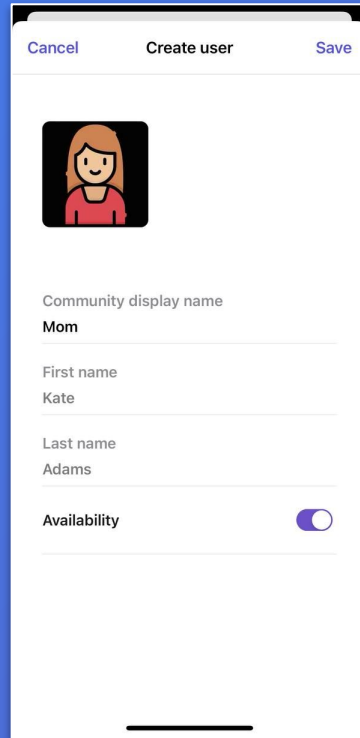 Cancel Create user Save
Community display name
Mom
First name
Kate
Last name
Adams
Availability